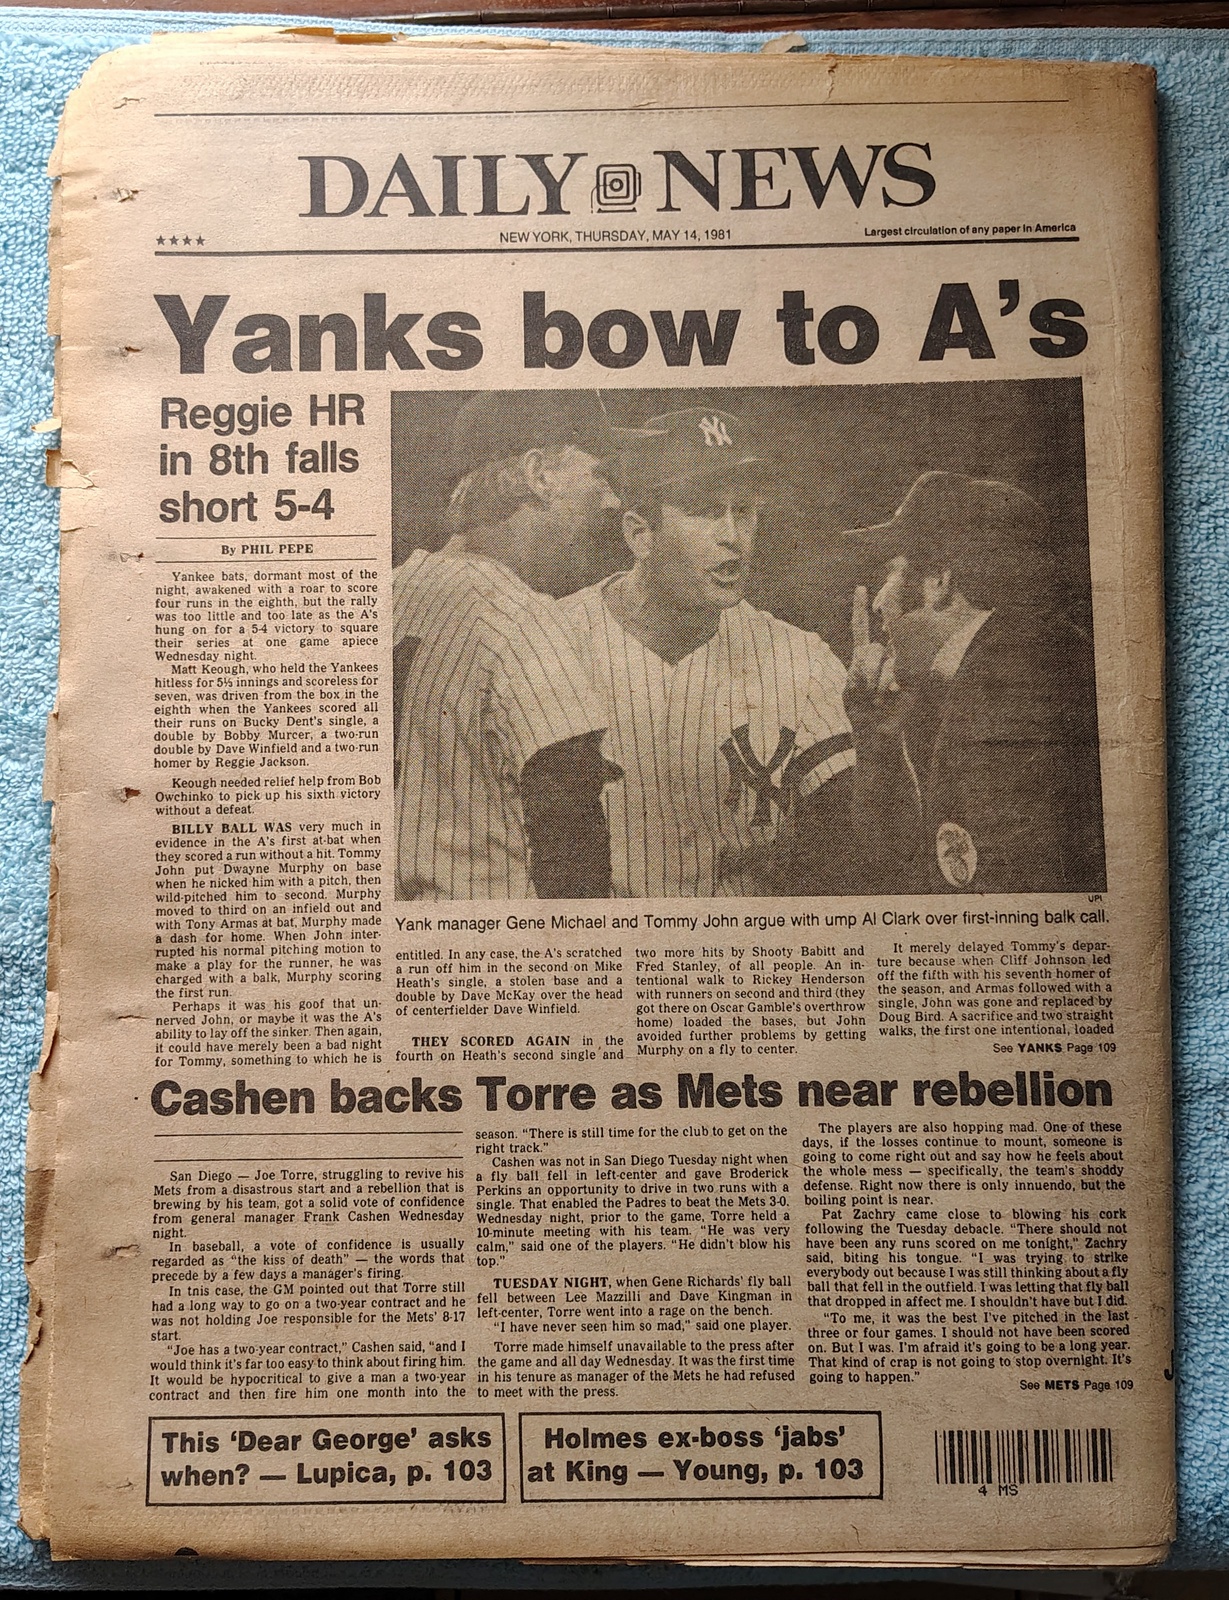 DAILY NEWS
★★★★
NEW YORK, THURSDAY, MAY 14, 1981
Largest circulation of any paper in America
Yanks bow to A's
Reggie HR
in 8th falls
short 5-4
By PHIL PEPE
Yankee bats, dormant most of the
night, awakened with a roar to score
four runs in the eighth, but the rally
was too little and too late as the A's
hung on for a 5-4 victory to square
their series at one game apiece
Wednesday night.
Matt Keough, who held the Yankees
hitless for 5⅓ innings and scoreless for
seven, was driven from the box in the
eighth when the Yankees scored all
their runs on Bucky Dent's single, a
double by Bobby Murcer, a two-run
double by Dave Winfield and a two-run
homer by Reggie Jackson.
Keough needed relief help from Bob
Owchinko to pick up his sixth victory
without a defeat.
BILLY BALL WAS very much in
evidence in the A's first at-bat when
they scored a run without a hit. Tommy
John put Dwayne Murphy on base
when he nicked him with a pitch, then
wild-pitched him to second. Murphy
moved to third on an infield out and
with Tony Armas at bat, Murphy made
a dash for home. When John inter-
rupted his normal pitching motion to
make a play for the runner, he was
charged with a balk, Murphy scoring
the first run.
Perhaps it was his goof that un-
nerved John, or maybe it was the A's
ability to lay off the sinker. Then again,
it could have merely been a bad night
for Tommy, something to which he is
UPI
Yank manager Gene Michael and Tommy John argue with ump Al Clark over first-inning balk call.
entitled. In any case, the A's scratched
a run off him in the second on Mike
Heath's single, a stolen base and a
double by Dave McKay over the head
of centerfielder Dave Winfield.
THEY SCORED AGAIN in the
fourth on Heath's second single and
two more hits by Shooty Babitt and
Fred Stanley, of all people. An in-
tentional walk to Rickey Henderson
with runners on second and third (they
got there on Oscar Gamble's overthrow
home) loaded the bases, but John
avoided further problems by getting
Murphy on a fly to center.
It merely delayed Tommy's depar-
ture because when Cliff Johnson led
off the fifth with his seventh homer of
the season, and Armas followed with a
single, John was gone and replaced by
Doug Bird. A sacrifice and two straight
walks, the first one intentional, loaded
See YANKS Page 109
Cashen backs Torre as Mets near rebellion
San Diego — Joe Torre, struggling to revive his
Mets from a disastrous start and a rebellion that is
brewing by his team, got a solid vote of confidence
from general manager Frank Cashen Wednesday
night.
In baseball, a vote of confidence is usually
regarded as "the kiss of death" — the words that
precede by a few days a manager's firing.
In this case, the GM pointed out that Torre still
had a long way to go on a two-year contract and he
was not holding Joe responsible for the Mets' 8-17
start.
"Joe has a two-year contract," Cashen said, "and I
would think it's far too easy to think about firing him.
It would be hypocritical to give a man a two-year
contract and then fire him one month into the
season. "There is still time for the club to get on the
right track."
Cashen was not in San Diego Tuesday night when
a fly ball fell in left-center and gave Broderick
Perkins an opportunity to drive in two runs with a
single. That enabled the Padres to beat the Mets 3-0.
Wednesday night, prior to the game, Torre held a
10-minute meeting with his team. "He was very
calm," said one of the players. "He didn't blow his
top."
TUESDAY NIGHT, when Gene Richards' fly ball
fell between Lee Mazzilli and Dave Kingman in
left-center, Torre went into a rage on the bench.
"I have never seen him so mad," said one player.
Torre made himself unavailable to the press after
the game and all day Wednesday. It was the first time
in his tenure as manager of the Mets he had refused
to meet with the press.
The players are also hopping mad. One of these
days, if the losses continue to mount, someone is
going to come right out and say how he feels about
the whole mess — specifically, the team's shoddy
defense. Right now there is only innuendo, but the
boiling point is near.
Pat Zachry came close to blowing his cork
following the Tuesday debacle. "There should not
have been any runs scored on me tonight," Zachry
said, biting his tongue. "I was trying to strike
everybody out because I was still thinking about a fly
ball that fell in the outfield. I was letting that fly ball
that dropped in affect me. I shouldn't have but I did.
"To me, it was the best I've pitched in the last
three or four games. I should not have been scored
on. But I was. I'm afraid it's going to be a long year.
That kind of crap is not going to stop overnight. It's
going to happen."
See METS Page 109
This 'Dear George' asks
when? — Lupica, p. 103
Holmes ex-boss 'jabs'
at King — Young, p. 103
4 MS